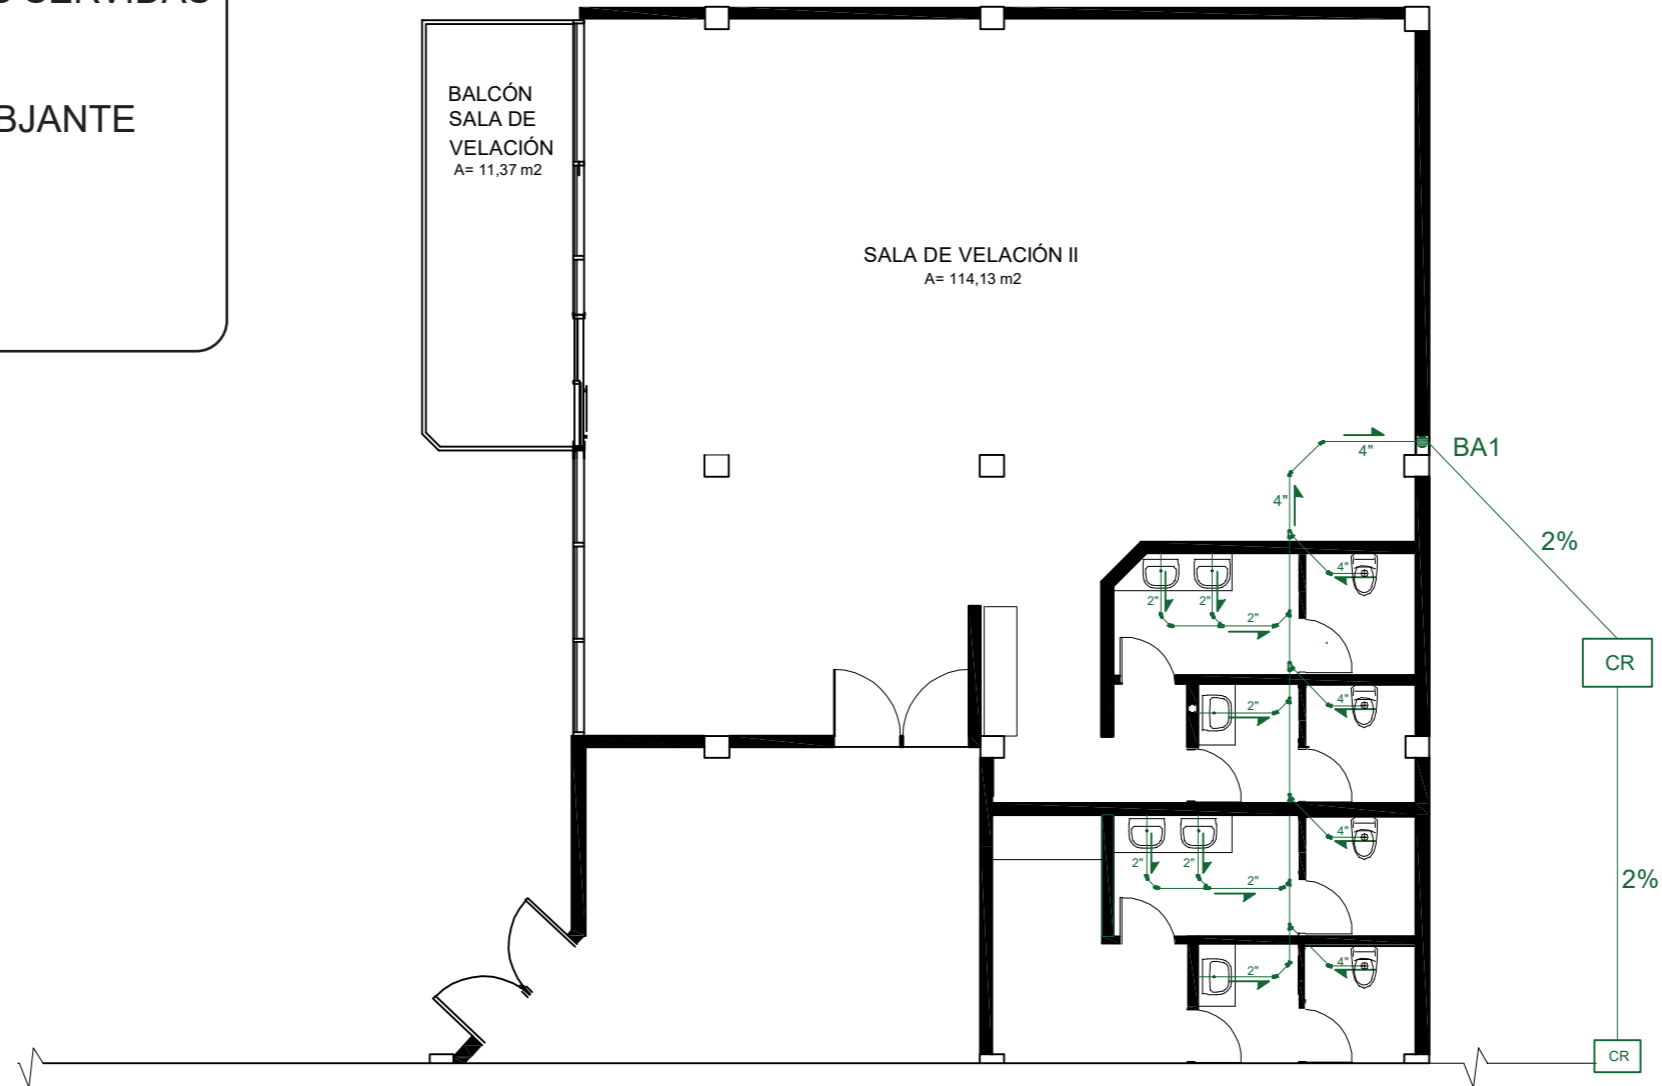 SERVIDAS
BALCÓN
SALA DE
VELACIÓN
A= 11,37 m2
SALA DE VELACIÓN II
A= 114,13 m2
4"
BA1
4"
2%
4"
2"
2"
2"
CR
4"
2"
4"
2"
2"
2"
2%
4"
2"
CR